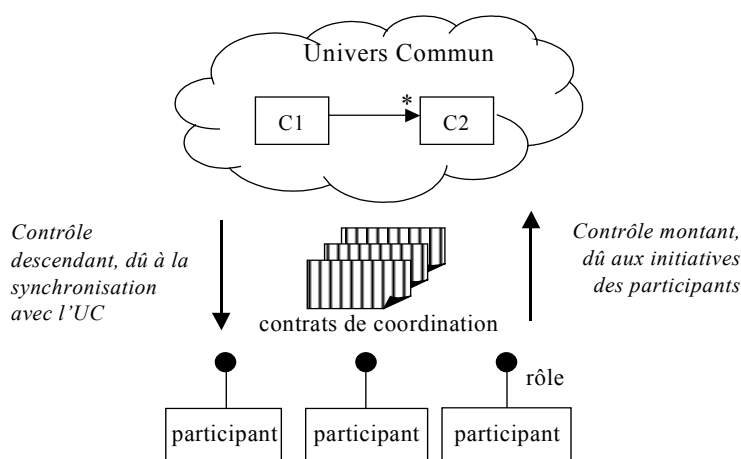 Univers Commun
C1
*
C2
Contrôle
descendant, dû à la
synchronisation
avec l’UC
contrats de coordination
Contrôle montant,
dû aux initiatives
des participants
rôle
participant
participant
participant